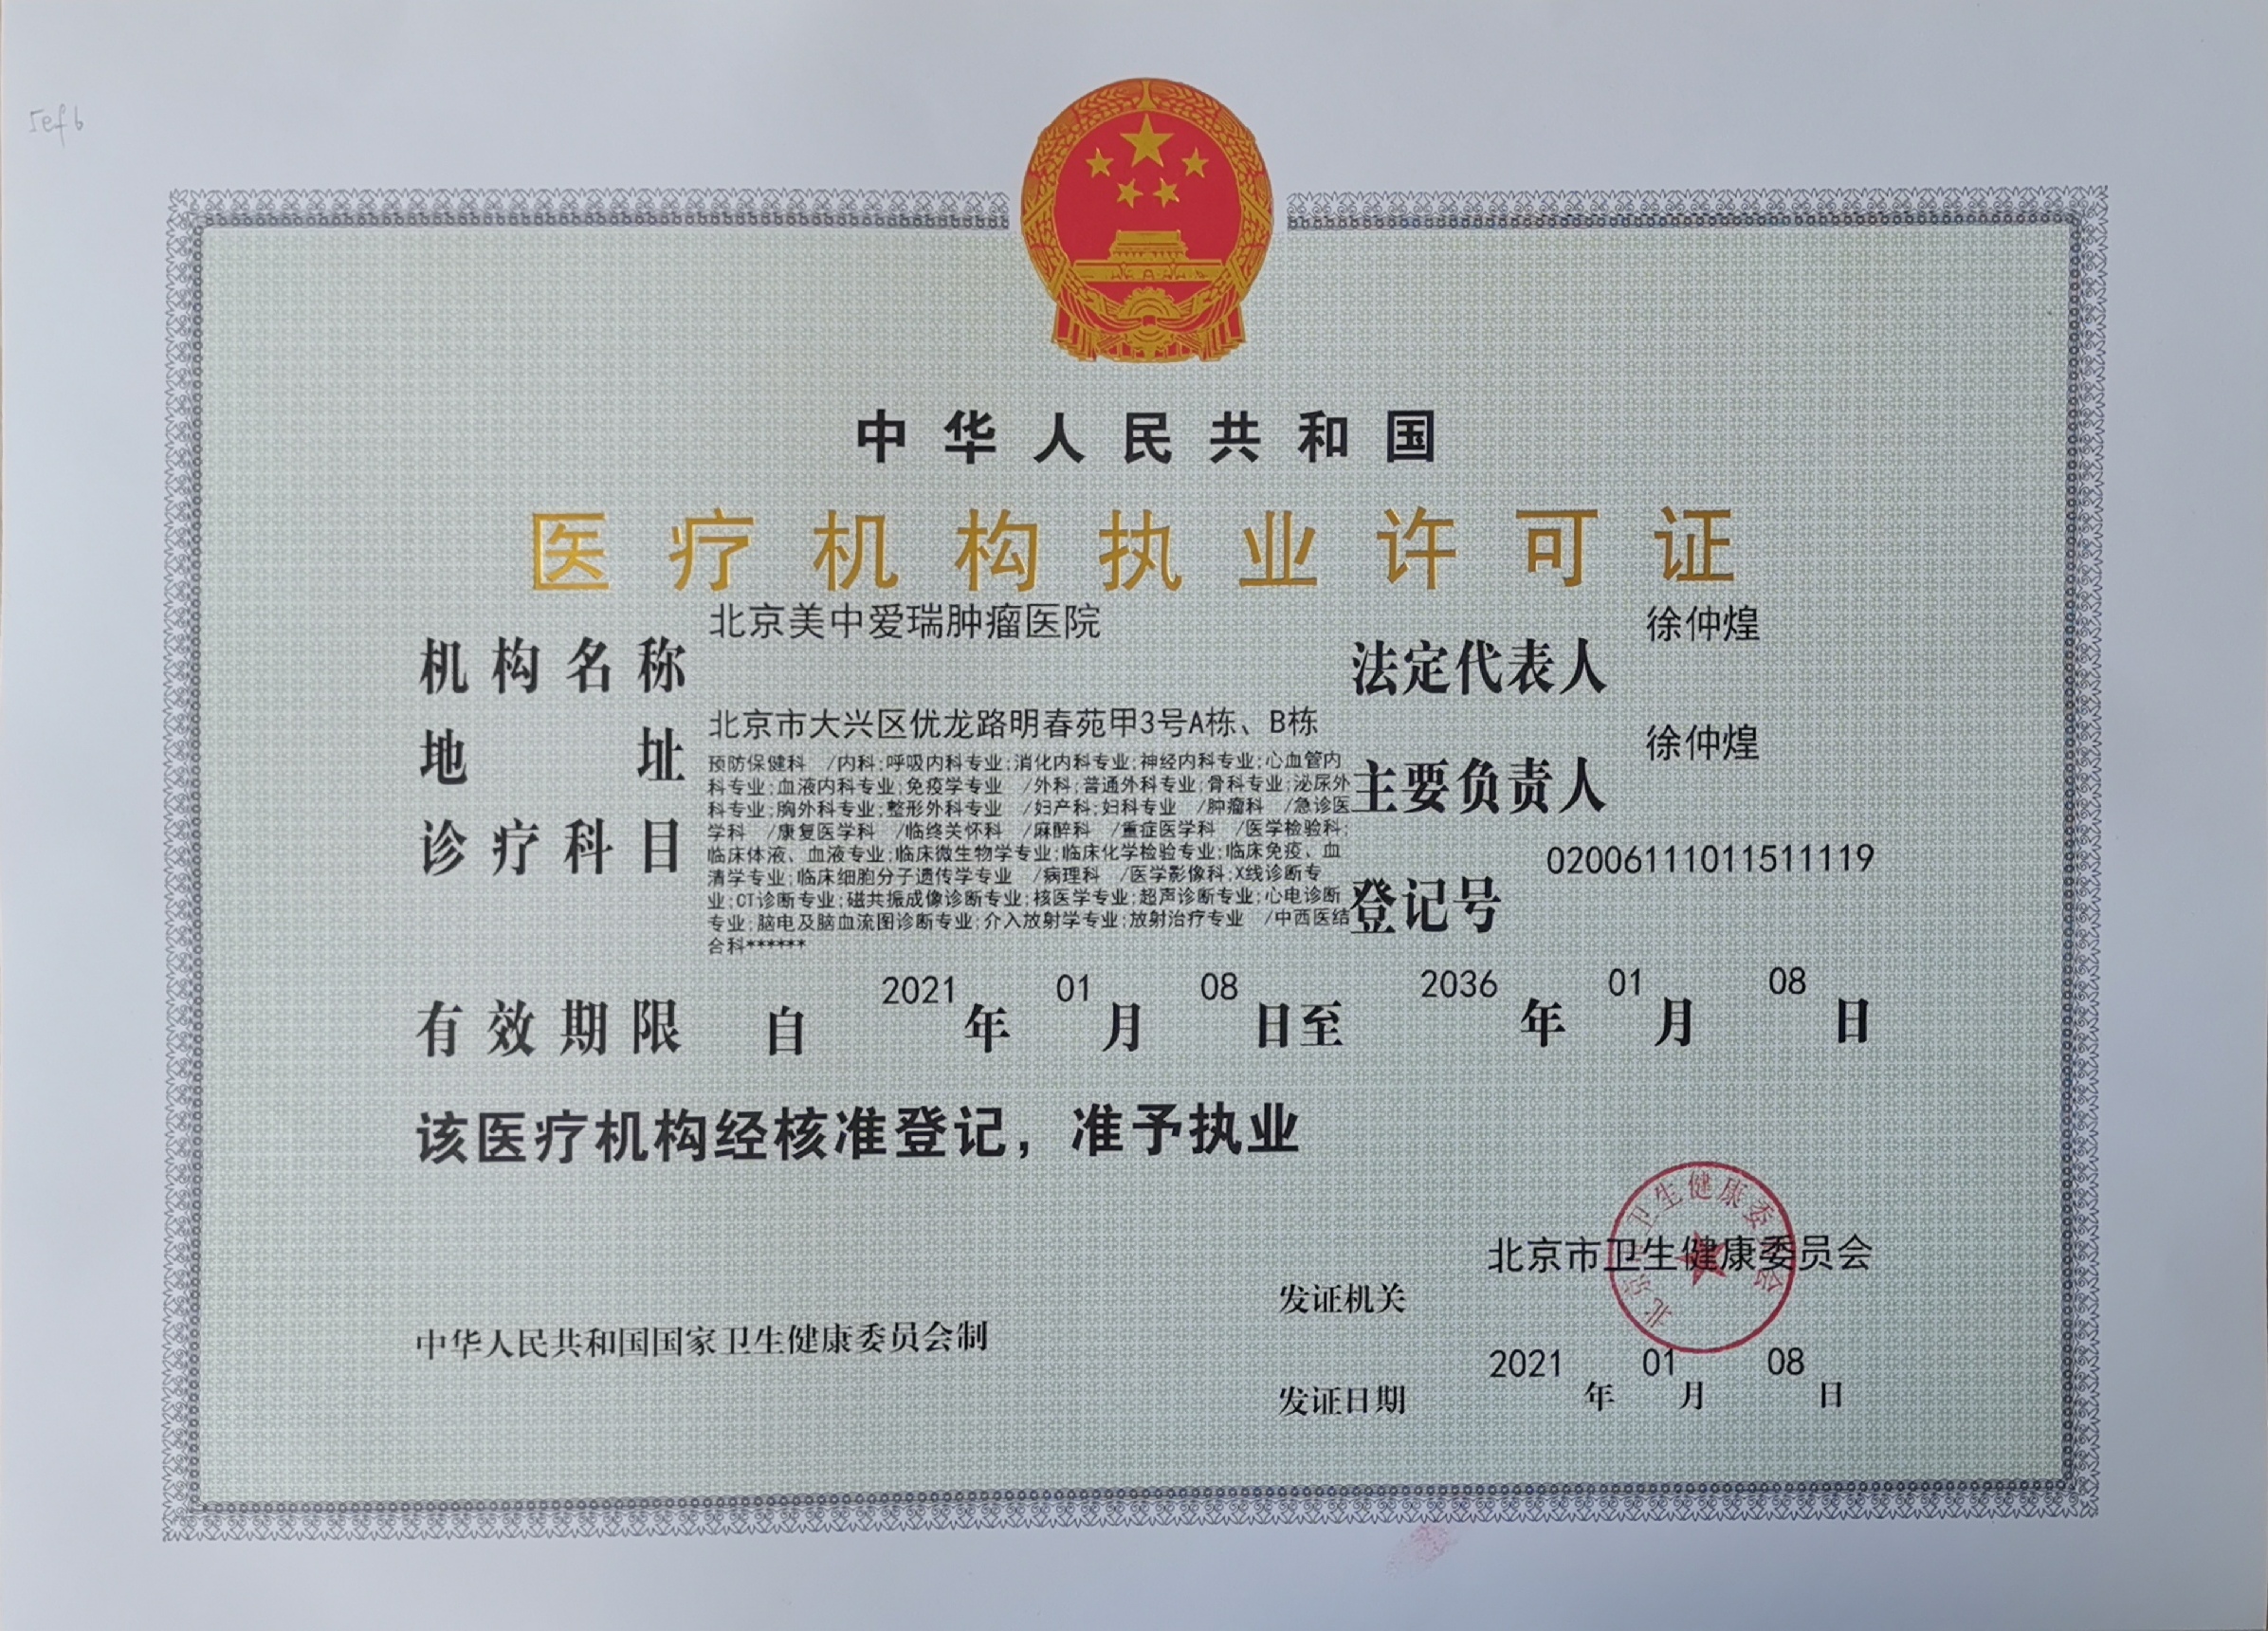 5ef6
中华人民共和国
医疗机构执业许可证
机构名称 北京美中爱瑞肿瘤医院
法定代表人 徐仲煌
地址 北京市大兴区优龙路明春苑甲3号A栋、B栋
主要负责人 徐仲煌
诊疗科目
预防保健科 /内科;呼吸内科专业;消化内科专业;神经内科专业;心血管内
科专业;血液内科专业;免疫学专业 /外科;普通外科专业;骨科专业;泌尿外
科专业;胸外科专业;整形外科专业 /妇产科;妇科专业 /肿瘤科 /急诊医
学科 /康复医学科 /临终关怀科 /麻醉科 /重症医学科 /医学检验科;
临床体液、血液专业;临床微生物学专业;临床化学检验专业;临床免疫、血
清学专业;临床细胞分子遗传学专业 /病理科 /医学影像科;X线诊断专
业;CT诊断专业;磁共振成像诊断专业;核医学专业;超声诊断专业;心电诊断
专业;脑电及脑血流图诊断专业;介入放射学专业;放射治疗专业 /中西医结
合科******
登记号 02006111011511119
有效期限 自 2021 年 01 月 08 日至 2036 年 01 月 08 日
该医疗机构经核准登记，准予执业
北京市卫生健康委员会
发证机关 北京市卫生健康委员会
中华人民共和国国家卫生健康委员会制
发证日期 2021 年 01 月 08 日